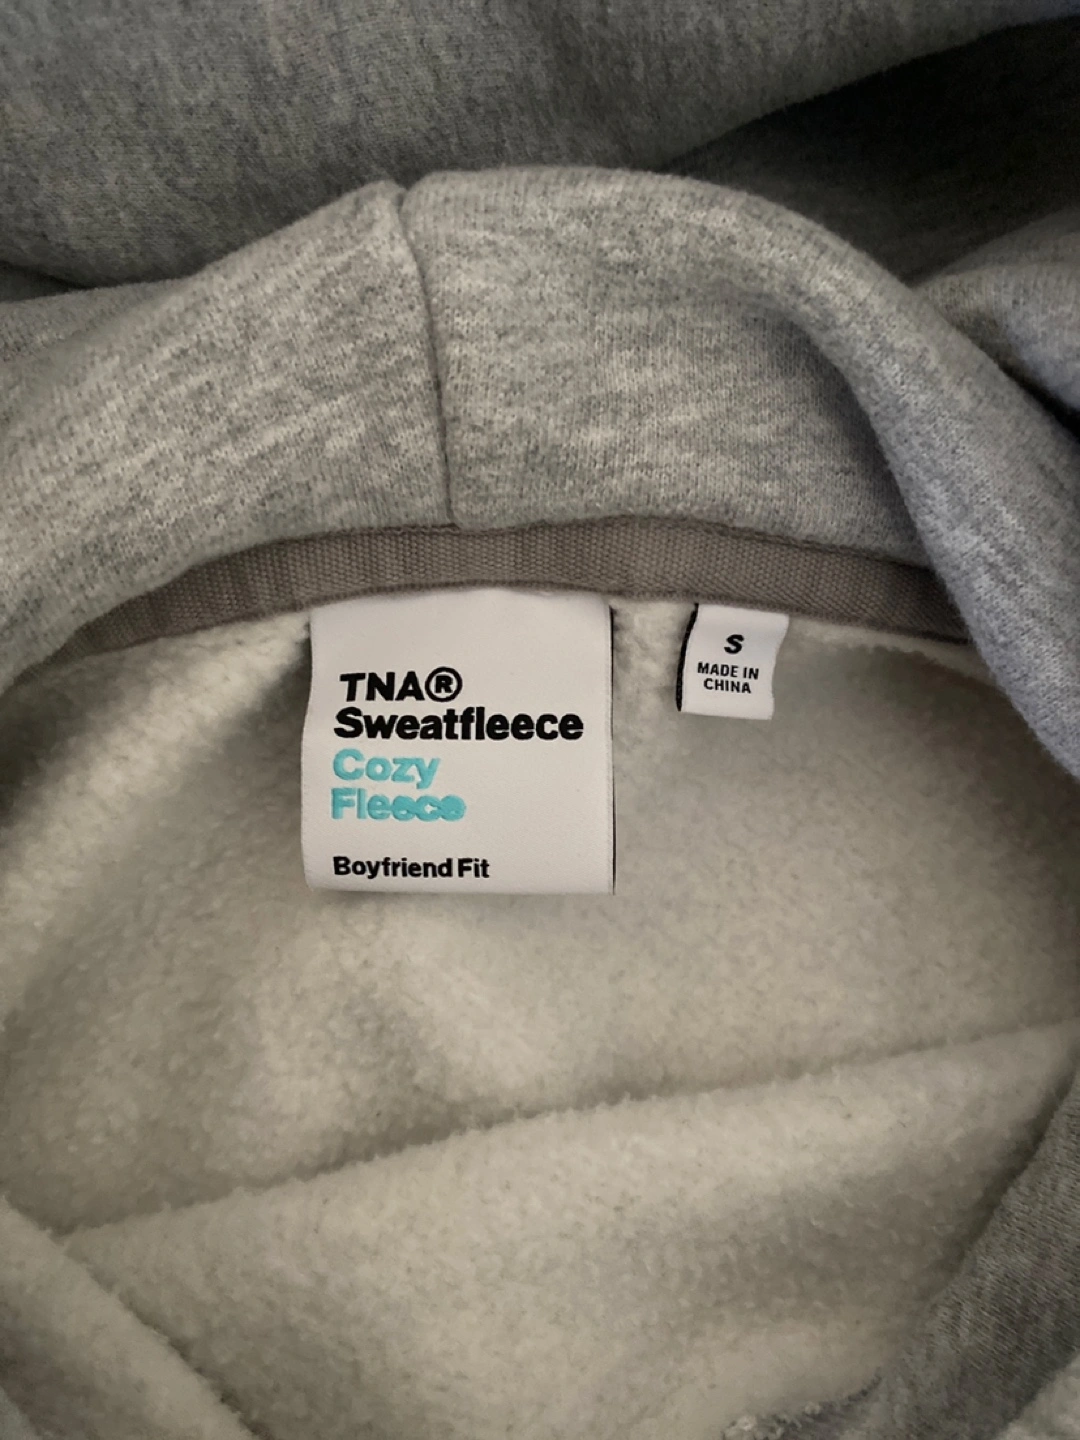 TNA®
Sweatfleece
Cozy
Fleece
Boyfriend Fit
S
MADE IN
CHINA